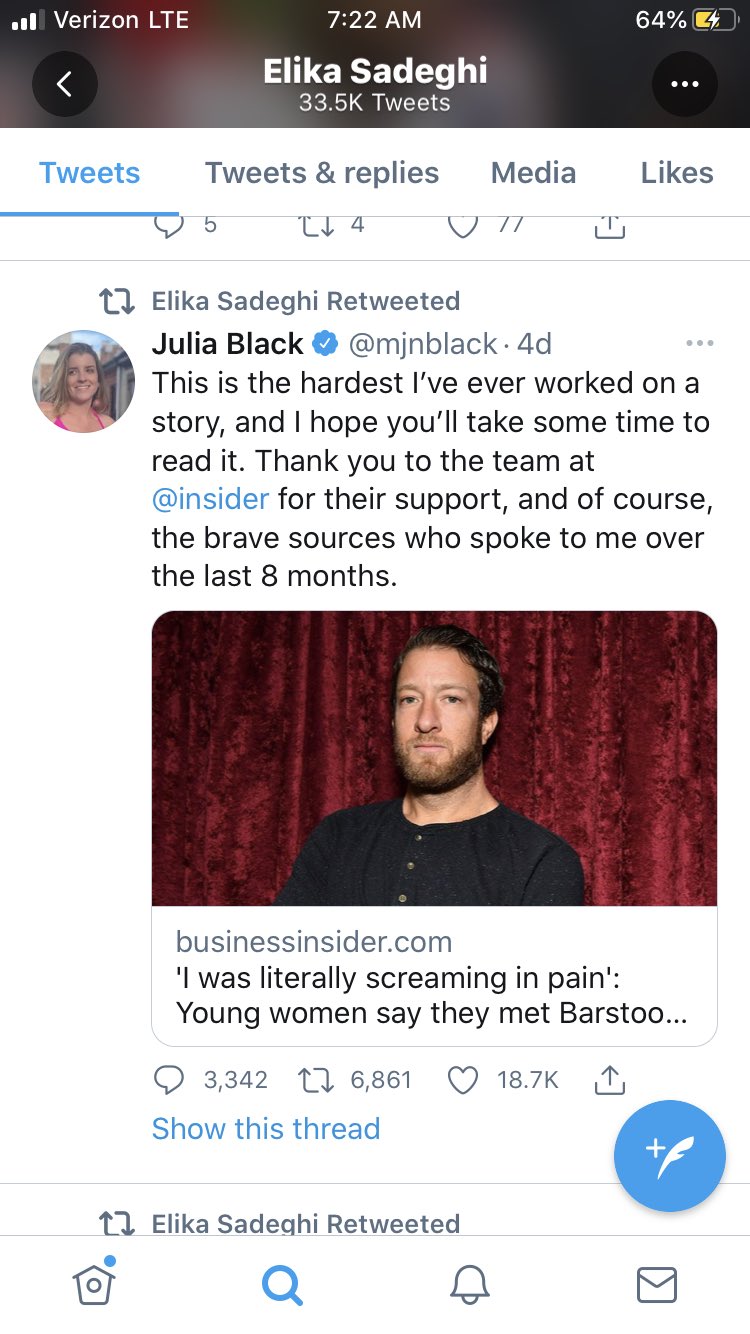 Verizon LTE 7:22 AM 64%
Elika Sadeghi
33.5K Tweets
Tweets Tweets & replies Media Likes
5 4 77
Elika Sadeghi Retweeted
Julia Black @mjnblack · 4d
This is the hardest I’ve ever worked on a
story, and I hope you’ll take some time to
read it. Thank you to the team at
@insider for their support, and of course,
the brave sources who spoke to me over
the last 8 months.
businessinsider.com
'I was literally screaming in pain':
Young women say they met Barstoo...
3,342 6,861 18.7K
Show this thread
Elika Sadeghi Retweeted